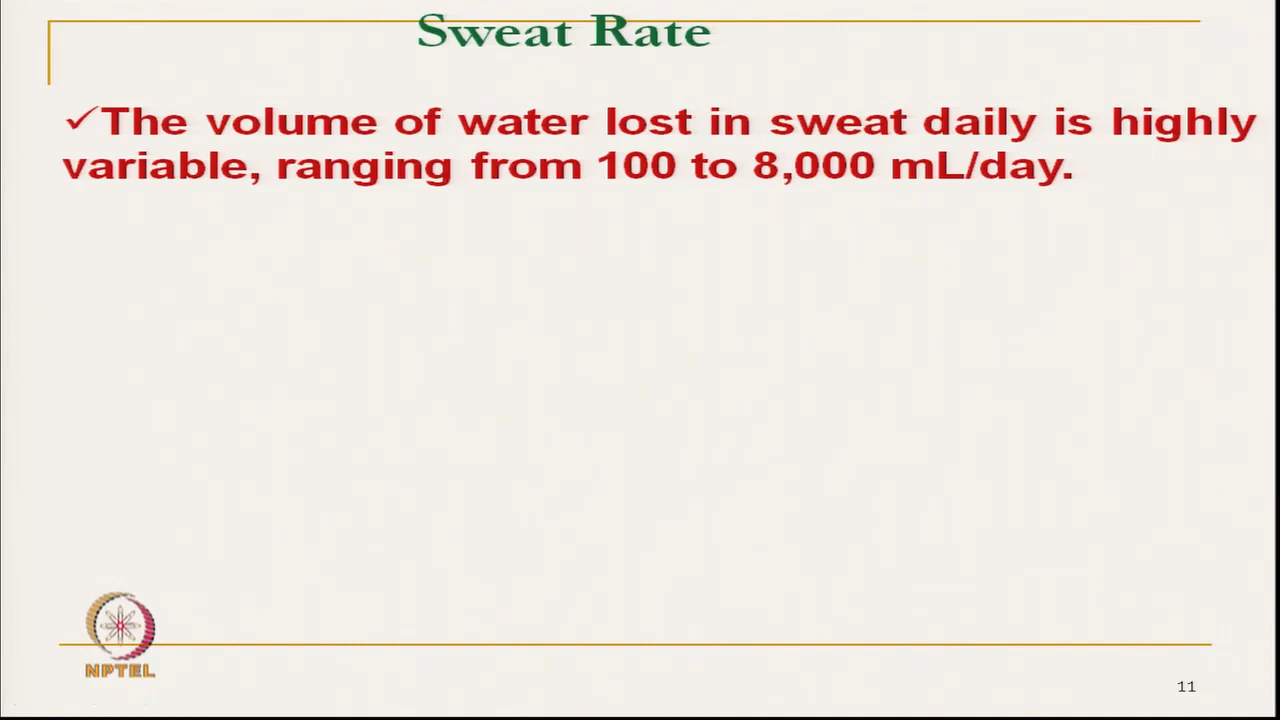 Sweat Rate
✓The volume of water lost in sweat daily is highly
variable, ranging from 100 to 8,000 mL/day.
NPTEL
11